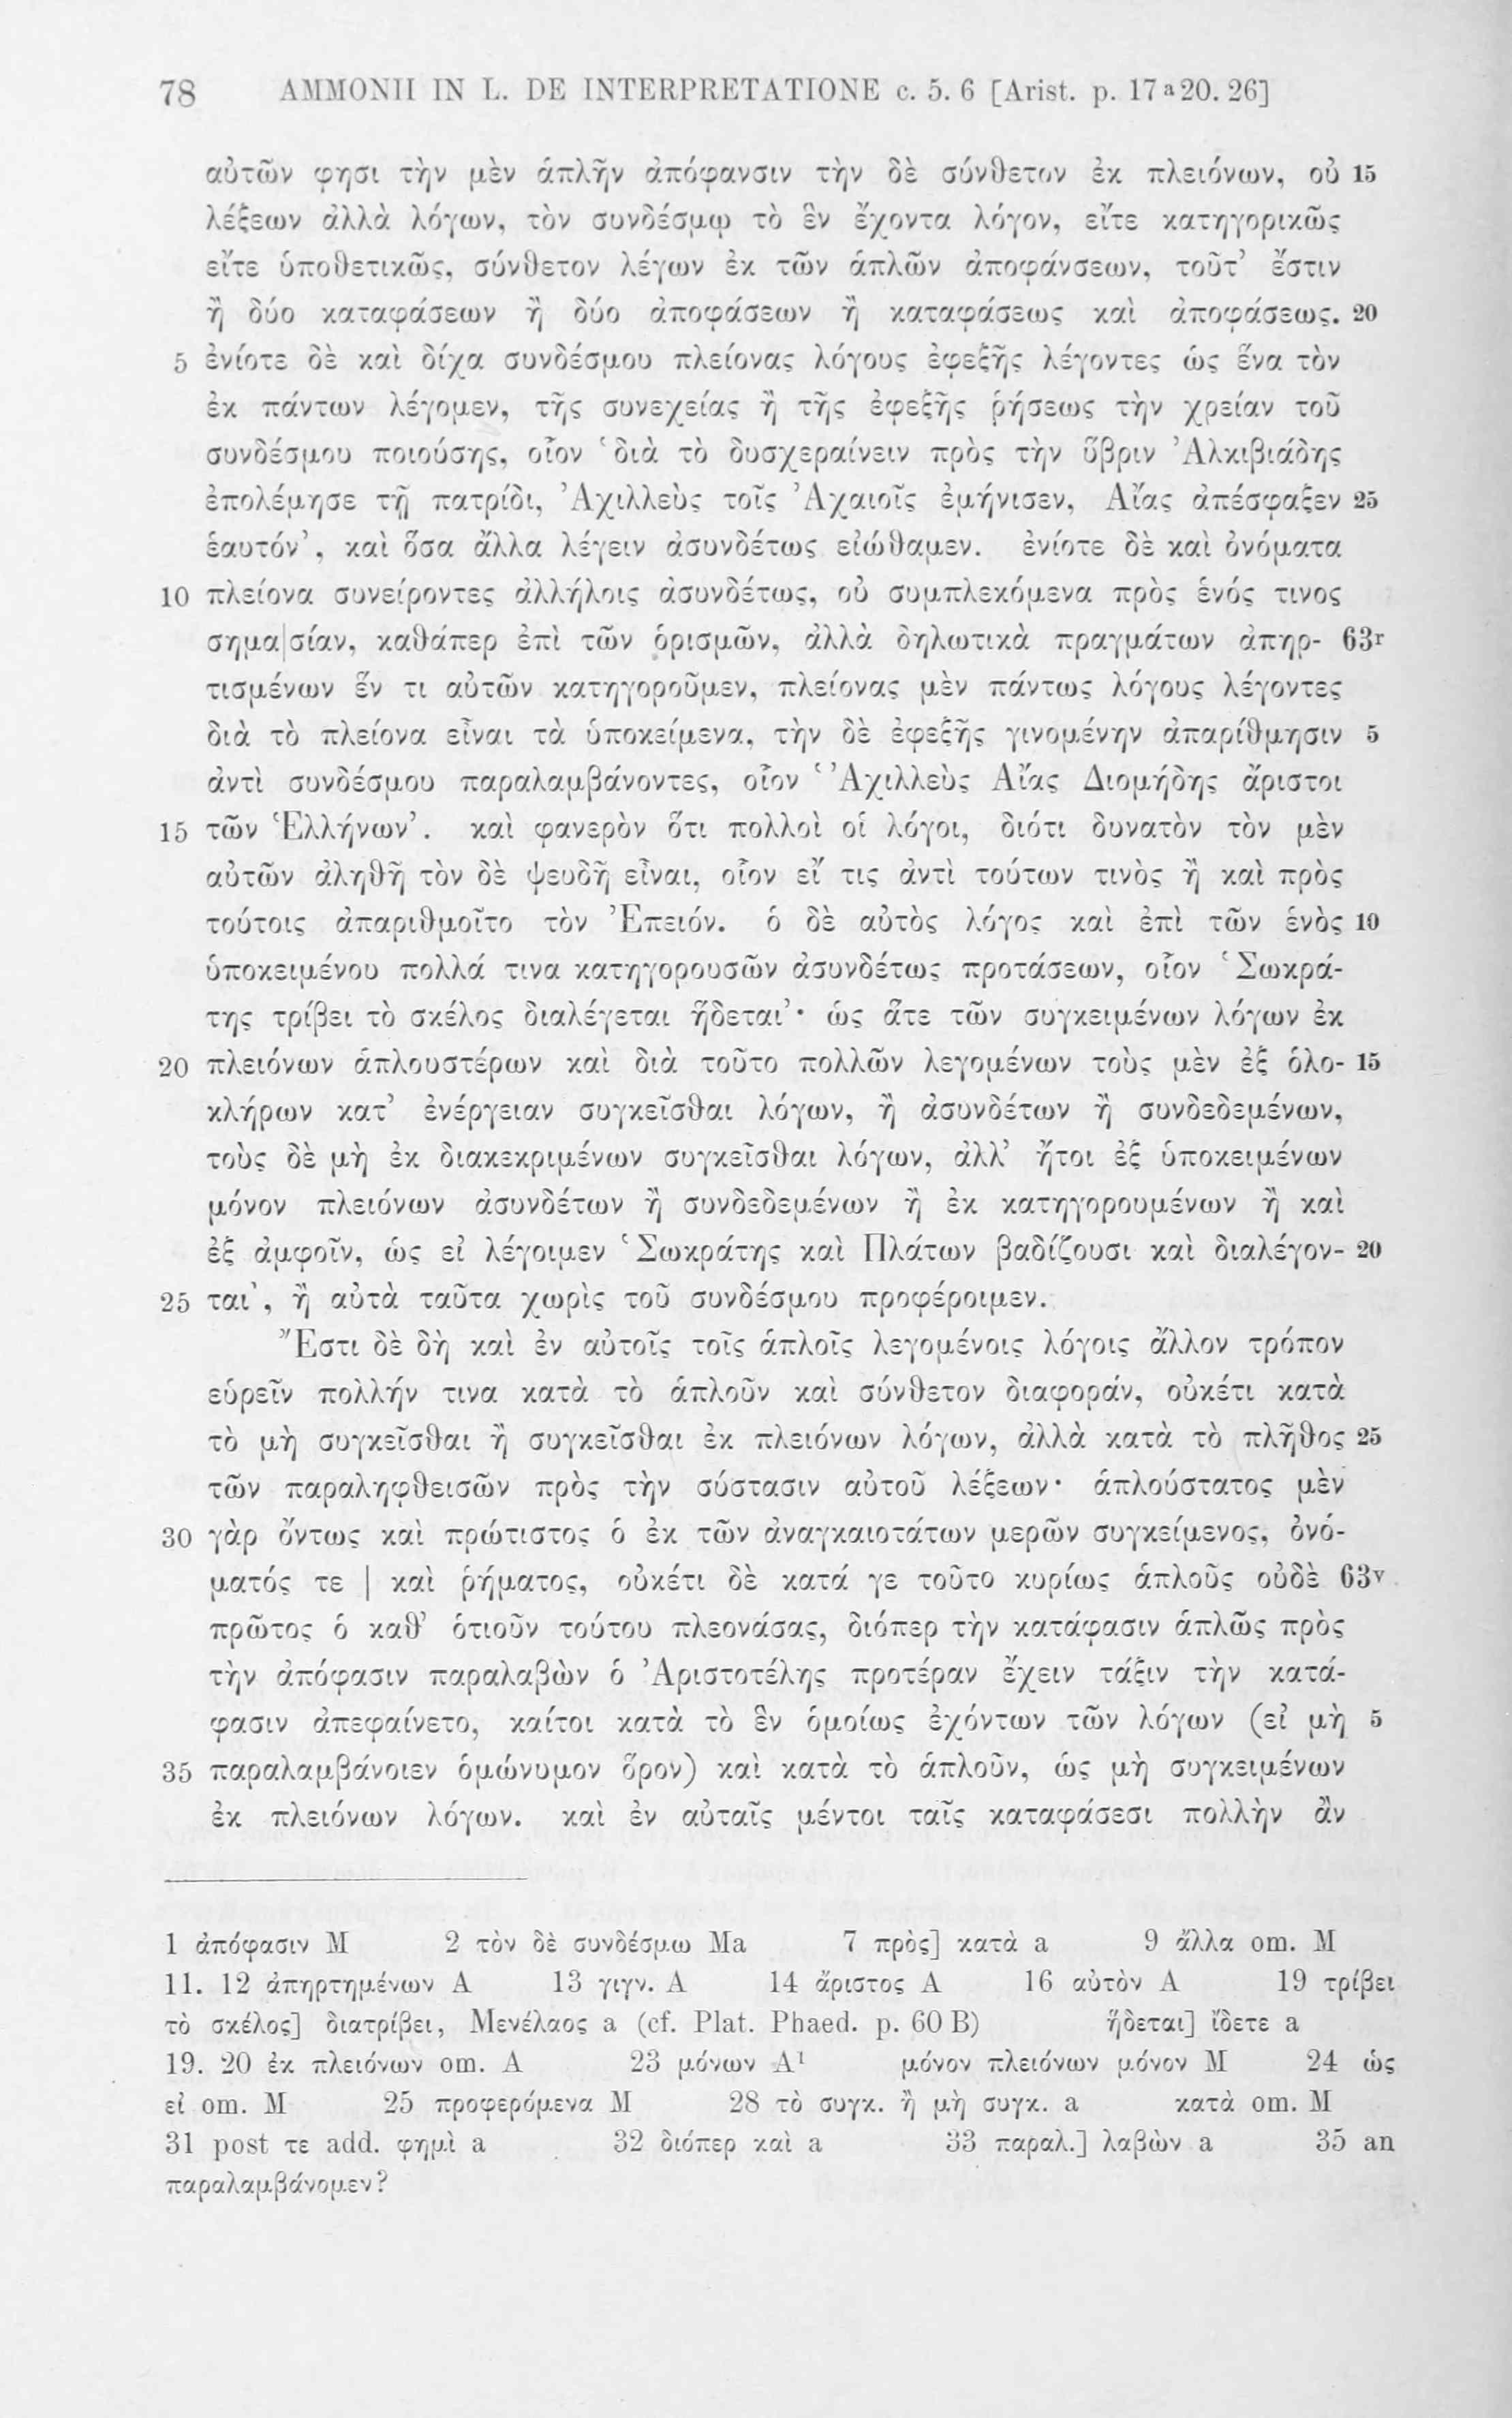 78 AMMONII IN L. DE INTERPRETATIONE c. 5. 6 [Arist. p. 17ᵃ20. 26]
αὐτῶν φησι τὴν μὲν ἁπλῆν ἀπόφανσιν τὴν δὲ σύνθετον ἐκ πλειόνων, οὐ 15
λέξεων ἀλλὰ λόγων, τὸν συνδέσμῳ τὸ ἓν ἔχοντα λόγον, εἴτε κατηγορικῶς
εἴτε ὑποθετικῶς, σύνθετον λέγων ἐκ τῶν ἁπλῶν ἀποφάνσεων, τοῦτ’ ἔστιν
ἢ δύο καταφάσεων ἢ δύο ἀποφάσεων ἢ καταφάσεως καὶ ἀποφάσεως. 20
5 ἐνίοτε δὲ καὶ δίχα συνδέσμου πλείονας λόγους ἐφεξῆς λέγοντες ὡς ἕνα τὸν
ἐκ πάντων λέγομεν, τῆς συνεχείας ἢ τῆς ἐφεξῆς ῥήσεως τὴν χρείαν τοῦ
συνδέσμου ποιούσης, οἷον ‘διὰ τὸ δυσχεραίνειν πρὸς τὴν ὕβριν Ἀλκιβιάδης
ἐπολέμησε τῇ πατρίδι, Ἀχιλλεὺς τοῖς Ἀχαιοῖς ἐμήνισεν, Αἴας ἀπέσφαξεν 25
ἑαυτόν’, καὶ ὅσα ἄλλα λέγειν ἀσυνδέτως εἰώθαμεν. ἐνίοτε δὲ καὶ ὀνόματα
10 πλείονα συνείροντες ἀλλήλοις ἀσυνδέτως, οὐ συμπλεκόμενα πρὸς ἑνός τινος
σημα|σίαν, καθάπερ ἐπὶ τῶν ὁρισμῶν, ἀλλὰ δηλωτικὰ πραγμάτων ἀπηρ- 63ʳ
τισμένων ἕν τι αὐτῶν κατηγοροῦμεν, πλείονας μὲν πάντως λόγους λέγοντες
διὰ τὸ πλείονα εἶναι τὰ ὑποκείμενα, τὴν δὲ ἐφεξῆς γινομένην ἀπαρίθμησιν 5
ἀντὶ συνδέσμου παραλαμβάνοντες, οἷον ‘Ἀχιλλεὺς Αἴας Διομήδης ἄριστοι
15 τῶν Ἑλλήνων’. καὶ φανερὸν ὅτι πολλοὶ οἱ λόγοι, διότι δυνατὸν τὸν μὲν
αὐτῶν ἀληθῆ τὸν δὲ ψευδῆ εἶναι, οἷον εἴ τις ἀντὶ τούτων τινὸς ἢ καὶ πρὸς
τούτοις ἀπαριθμοῖτο τὸν Ἐπειόν. ὁ δὲ αὐτὸς λόγος καὶ ἐπὶ τῶν ἑνὸς 10
ὑποκειμένου πολλά τινα κατηγορουσῶν ἀσυνδέτως προτάσεων, οἷον ‘Σωκρά-
της τρίβει τὸ σκέλος διαλέγεται ἥδεται’· ὡς ἅτε τῶν συγκειμένων λόγων ἐκ
20 πλειόνων ἁπλουστέρων καὶ διὰ τοῦτο πολλῶν λεγομένων τοὺς μὲν ἐξ ὁλο- 15
κλήρων κατ’ ἐνέργειαν συγκεῖσθαι λόγων, ἢ ἀσυνδέτων ἢ συνδεδεμένων,
τοὺς δὲ μὴ ἐκ διακεκριμένων συγκεῖσθαι λόγων, ἀλλ’ ἤτοι ἐξ ὑποκειμένων
μόνον πλειόνων ἀσυνδέτων ἢ συνδεδεμένων ἢ ἐκ κατηγορουμένων ἢ καὶ
ἐξ ἀμφοῖν, ὡς εἰ λέγοιμεν ‘Σωκράτης καὶ Πλάτων βαδίζουσι καὶ διαλέγον- 20
25 ται’, ἢ αὐτὰ ταῦτα χωρὶς τοῦ συνδέσμου προφέροιμεν.
Ἔστι δὲ δὴ καὶ ἐν αὐτοῖς τοῖς ἁπλοῖς λεγομένοις λόγοις ἄλλον τρόπον
εὑρεῖν πολλήν τινα κατὰ τὸ ἁπλοῦν καὶ σύνθετον διαφοράν, οὐκέτι κατὰ
τὸ μὴ συγκεῖσθαι ἢ συγκεῖσθαι ἐκ πλειόνων λόγων, ἀλλὰ κατὰ τὸ πλῆθος 25
τῶν παραληφθεισῶν πρὸς τὴν σύστασιν αὐτοῦ λέξεων· ἁπλούστατος μὲν
30 γὰρ ὄντως καὶ πρώτιστος ὁ ἐκ τῶν ἀναγκαιοτάτων μερῶν συγκείμενος, ὀνό-
ματός τε | καὶ ῥήματος, οὐκέτι δὲ κατά γε τοῦτο κυρίως ἁπλοῦς οὐδὲ 63ᵛ
πρῶτος ὁ καθ’ ὁτιοῦν τούτου πλεονάσας, διόπερ τὴν κατάφασιν ἁπλῶς πρὸς
τὴν ἀπόφασιν παραλαβὼν ὁ Ἀριστοτέλης προτέραν ἔχειν τάξιν τὴν κατά-
φασιν ἀπεφαίνετο, καίτοι κατὰ τὸ ἓν ὁμοίως ἐχόντων τῶν λόγων (εἰ μὴ 5
35 παραλαμβάνοιεν ὁμώνυμον ὅρον) καὶ κατὰ τὸ ἁπλοῦν, ὡς μὴ συγκειμένων
ἐκ πλειόνων λόγων. καὶ ἐν αὐταῖς μέντοι ταῖς καταφάσεσι πολλὴν ἂν
1 ἀπόφασιν M 2 τὸν δὲ συνδέσμω Ma 7 πρὸς] κατὰ a 9 ἄλλα om. M
11. 12 ἀπηρτημένων A 13 γιγν. A 14 ἄριστος A 16 αὐτὸν A 19 τρίβει
τὸ σκέλος] διατρίβει, Μενέλαος a (cf. Plat. Phaed. p. 60 B) ἥδεται] ἴδετε a
19. 20 ἐκ πλειόνων om. A 23 μόνων A¹ μόνον πλειόνων μόνον M 24 ὡς
εἰ om. M 25 προφερόμενα M 28 τὸ συγκ. ἢ μὴ συγκ. a κατὰ om. M
31 post τε add. φημὶ a 32 διόπερ καὶ a 33 παραλ.] λαβὼν a 35 an
παραλαμβάνομεν?